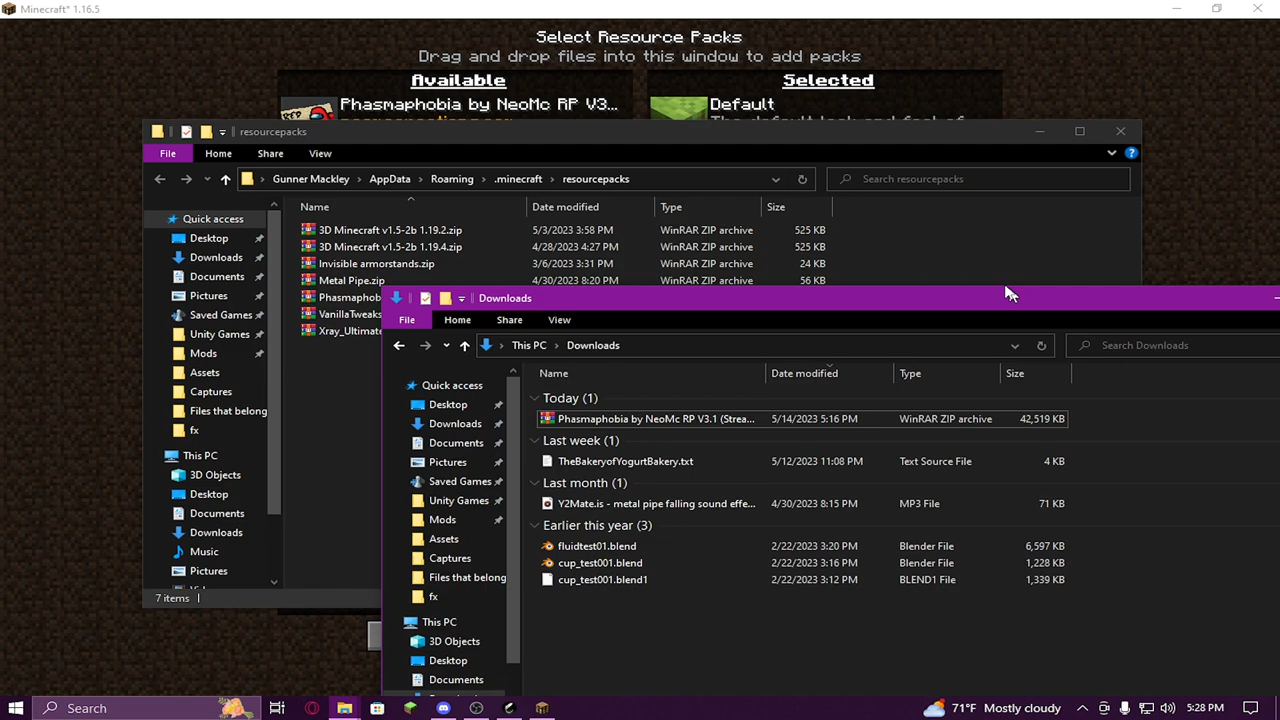 Minecraft* 1.16.5
Select Resource Packs
Drag and drop files into this window to add packs
Available
Selected
Phasmaphobia by NeoMc RP V3...
Default
resourcepacks
File Home Share View
Gunner Mackley > AppData > Roaming > .minecraft > resourcepacks
Search resourcepacks
Quick access
Desktop
Downloads
Documents
Pictures
Saved Games
Unity Games
Mods
Assets
Captures
Files that belong
fx
This PC
3D Objects
Desktop
Documents
Downloads
Music
Pictures
Name Date modified Type Size
3D Minecraft v1.5-2b 1.19.2.zip 5/3/2023 3:58 PM WinRAR ZIP archive 525 KB
3D Minecraft v1.5-2b 1.19.4.zip 4/28/2023 4:27 PM WinRAR ZIP archive 525 KB
Invisible armorstands.zip 3/6/2023 3:31 PM WinRAR ZIP archive 24 KB
Metal Pipe.zip 4/30/2023 8:20 PM WinRAR ZIP archive 56 KB
Phasmaphob
VanillaTweaks
Xray_Ultimate
7 items
Downloads
File Home Share View
This PC > Downloads
Search Downloads
Quick access
Desktop
Downloads
Documents
Pictures
Saved Games
Unity Games
Mods
Assets
Captures
Files that belong
fx
This PC
3D Objects
Desktop
Documents
Name Date modified Type Size
Today (1)
Phasmaphobia by NeoMc RP V3.1 (Strea... 5/14/2023 5:16 PM WinRAR ZIP archive 42,519 KB
Last week (1)
TheBakeryofYogurtBakery.txt 5/12/2023 11:08 PM Text Source File 4 KB
Last month (1)
Y2Mate.is - metal pipe falling sound effe... 4/30/2023 8:15 PM MP3 File 71 KB
Earlier this year (3)
fluidtest01.blend 2/22/2023 3:20 PM Blender File 6,597 KB
cup_test001.blend 2/22/2023 3:16 PM Blender File 1,228 KB
cup_test001.blend1 2/22/2023 3:12 PM BLEND1 File 1,339 KB
Search
71°F Mostly cloudy
5:28 PM